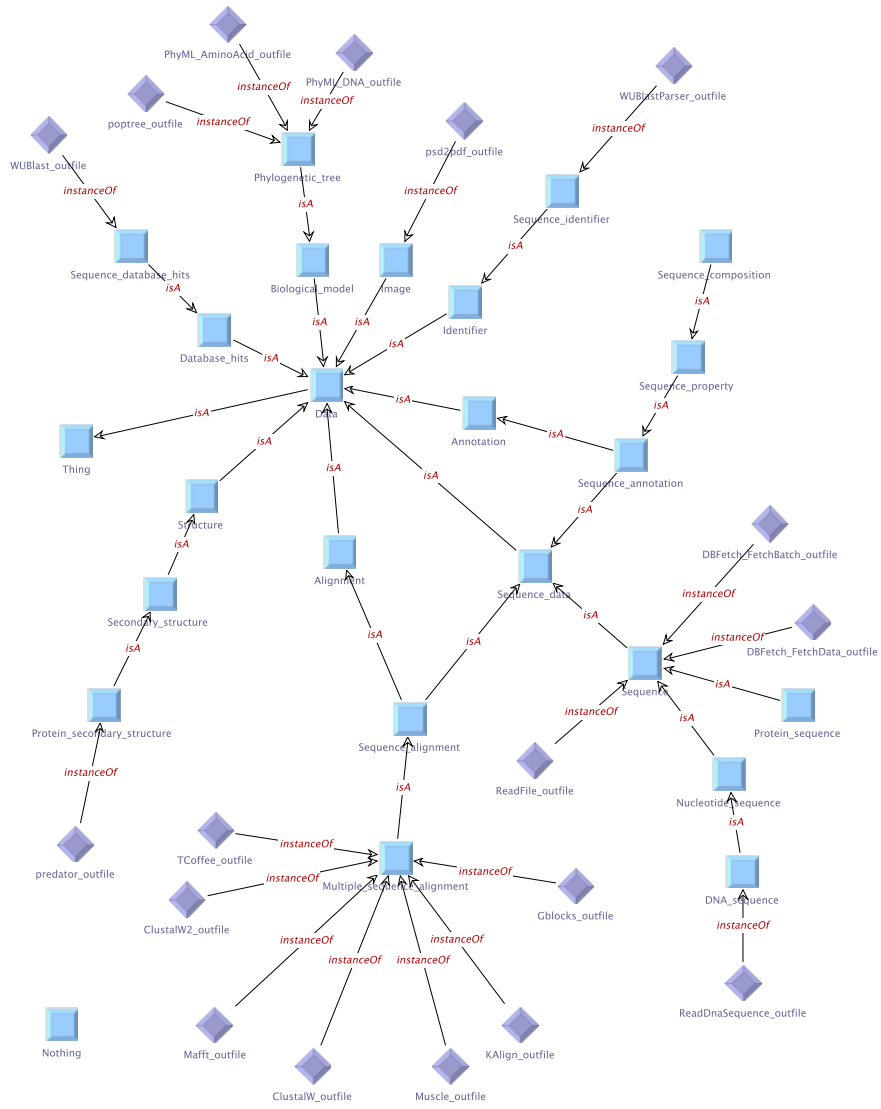 PhyML_AminoAcid_outfile
PhyML_DNA_outfile
instanceOf
WUBlastParser_outfile
instanceOf
poptree_outfile
instanceOf
instanceOf
psd2pdf_outfile
WUBlast_outfile
Phylogenetic_tree
instanceOf
instanceOf
isA
Sequence_identifier
isA
Sequence_database_hits
isA
Biological_model
Image
Sequence_composition
isA
isA
isA
Identifier
isA
Database_hits
isA
Sequence_property
Data
isA
isA
isA
Thing
isA
Annotation
isA
isA
isA
Sequence_annotation
isA
Structure
isA
DBFetch_FetchBatch_outfile
isA
Alignment
Sequence_data
instanceOf
Secondary_structure
isA
instanceOf
isA
isA
isA
DBFetch_FetchData_outfile
isA
Sequence
Protein_secondary_structure
instanceOf
isA
Protein_sequence
Sequence_alignment
instanceOf
ReadFile_outfile
Nucleotide_sequence
isA
isA
TCoffee_outfile
instanceOf
predator_outfile
instanceOf
instanceOf
Multiple_sequence_alignment
DNA_sequence
ClustalW2_outfile
Gblocks_outfile
instanceOf
instanceOf
instanceOf
instanceOf
instanceOf
ReadDnaSequence_outfile
Nothing
Mafft_outfile
KAlign_outfile
ClustalW_outfile
Muscle_outfile